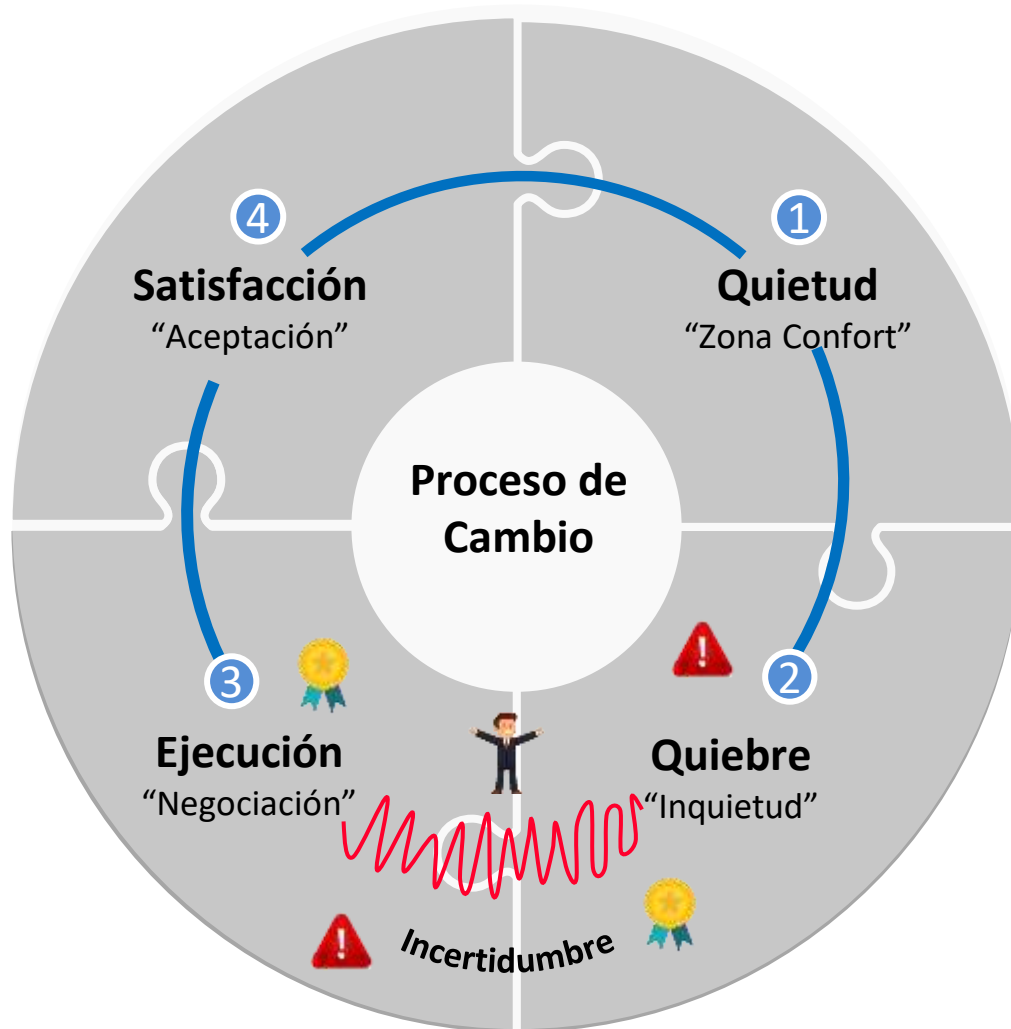 4
Satisfacción
“Aceptación”
1
Quietud
“Zona Confort”
Proceso de
Cambio
3
Ejecución
“Negociación”
2
Quiebre
“Inquietud”
Incertidumbre
!
!